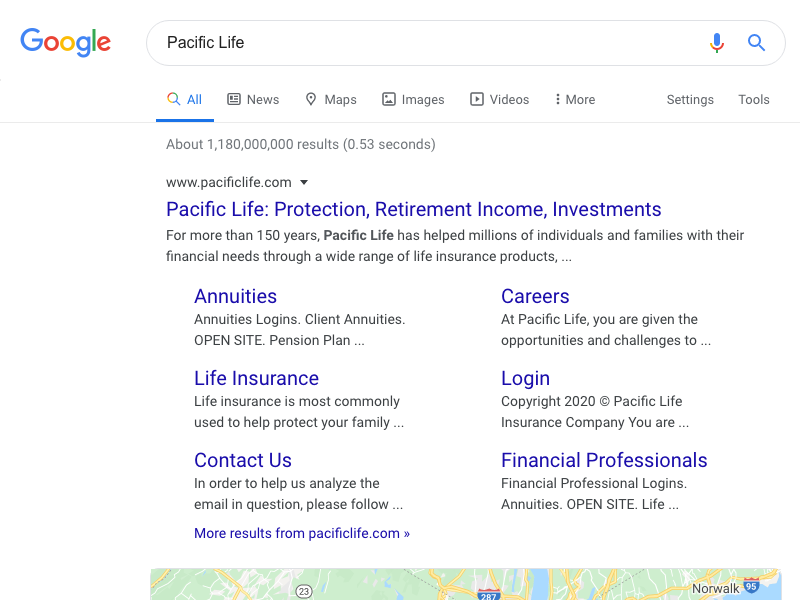 Google
Pacific Life
All News Maps Images Videos More Settings Tools
About 1,180,000,000 results (0.53 seconds)
www.pacificlife.com
Pacific Life: Protection, Retirement Income, Investments
For more than 150 years, Pacific Life has helped millions of individuals and families with their
financial needs through a wide range of life insurance products, ...
Annuities
Annuities Logins. Client Annuities.
OPEN SITE. Pension Plan ...
Careers
At Pacific Life, you are given the
opportunities and challenges to ...
Life Insurance
Life insurance is most commonly
used to help protect your family ...
Login
Copyright 2020 © Pacific Life
Insurance Company You are ...
Contact Us
In order to help us analyze the
email in question, please follow ...
Financial Professionals
Financial Professional Logins.
Annuities. OPEN SITE. Life ...
More results from pacificlife.com »
23
287
Norwalk
95